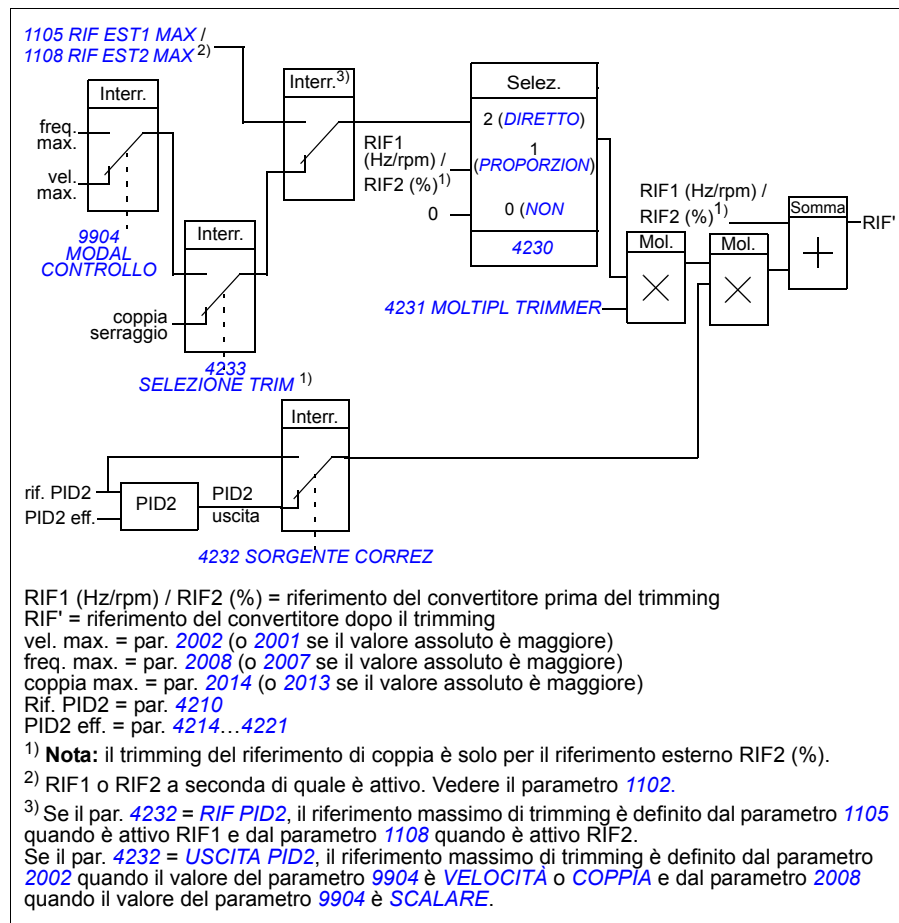 1105 RIF EST1 MAX /
1108 RIF EST2 MAX 2)
Interr.
freq.
max.
vel.
max.
9904
MODAL
CONTROLLO
Interr.3)
Interr.
coppia
serraggio
4233
SELEZIONE TRIM 1)
RIF1
(Hz/rpm) /
RIF2 (%)1)
0
Selez.
2 (DIRETTO)
1
(PROPORZION)
0 (NON
4230
4231 MOLTIPL TRIMMER
Mol.
Mol.
RIF1 (Hz/rpm) /
RIF2 (%)1)
Somma
+
RIF'
Interr.
rif. PID2
PID2 eff.
PID2
PID2
uscita
4232 SORGENTE CORREZ
RIF1 (Hz/rpm) / RIF2 (%) = riferimento del convertitore prima del trimming
RIF' = riferimento del convertitore dopo il trimming
vel. max. = par. 2002 (o 2001 se il valore assoluto è maggiore)
freq. max. = par. 2008 (o 2007 se il valore assoluto è maggiore)
coppia max. = par. 2014 (o 2013 se il valore assoluto è maggiore)
Rif. PID2 = par. 4210
PID2 eff. = par. 4214…4221
1) Nota: il trimming del riferimento di coppia è solo per il riferimento esterno RIF2 (%).
2) RIF1 o RIF2 a seconda di quale è attivo. Vedere il parametro 1102.
3) Se il par. 4232 = RIF PID2, il riferimento massimo di trimming è definito dal parametro 1105
quando è attivo RIF1 e dal parametro 1108 quando è attivo RIF2.
Se il par. 4232 = USCITA PID2, il riferimento massimo di trimming è definito dal parametro
2002 quando il valore del parametro 9904 è VELOCITÀ o COPPIA e dal parametro 2008
quando il valore del parametro 9904 è SCALARE.